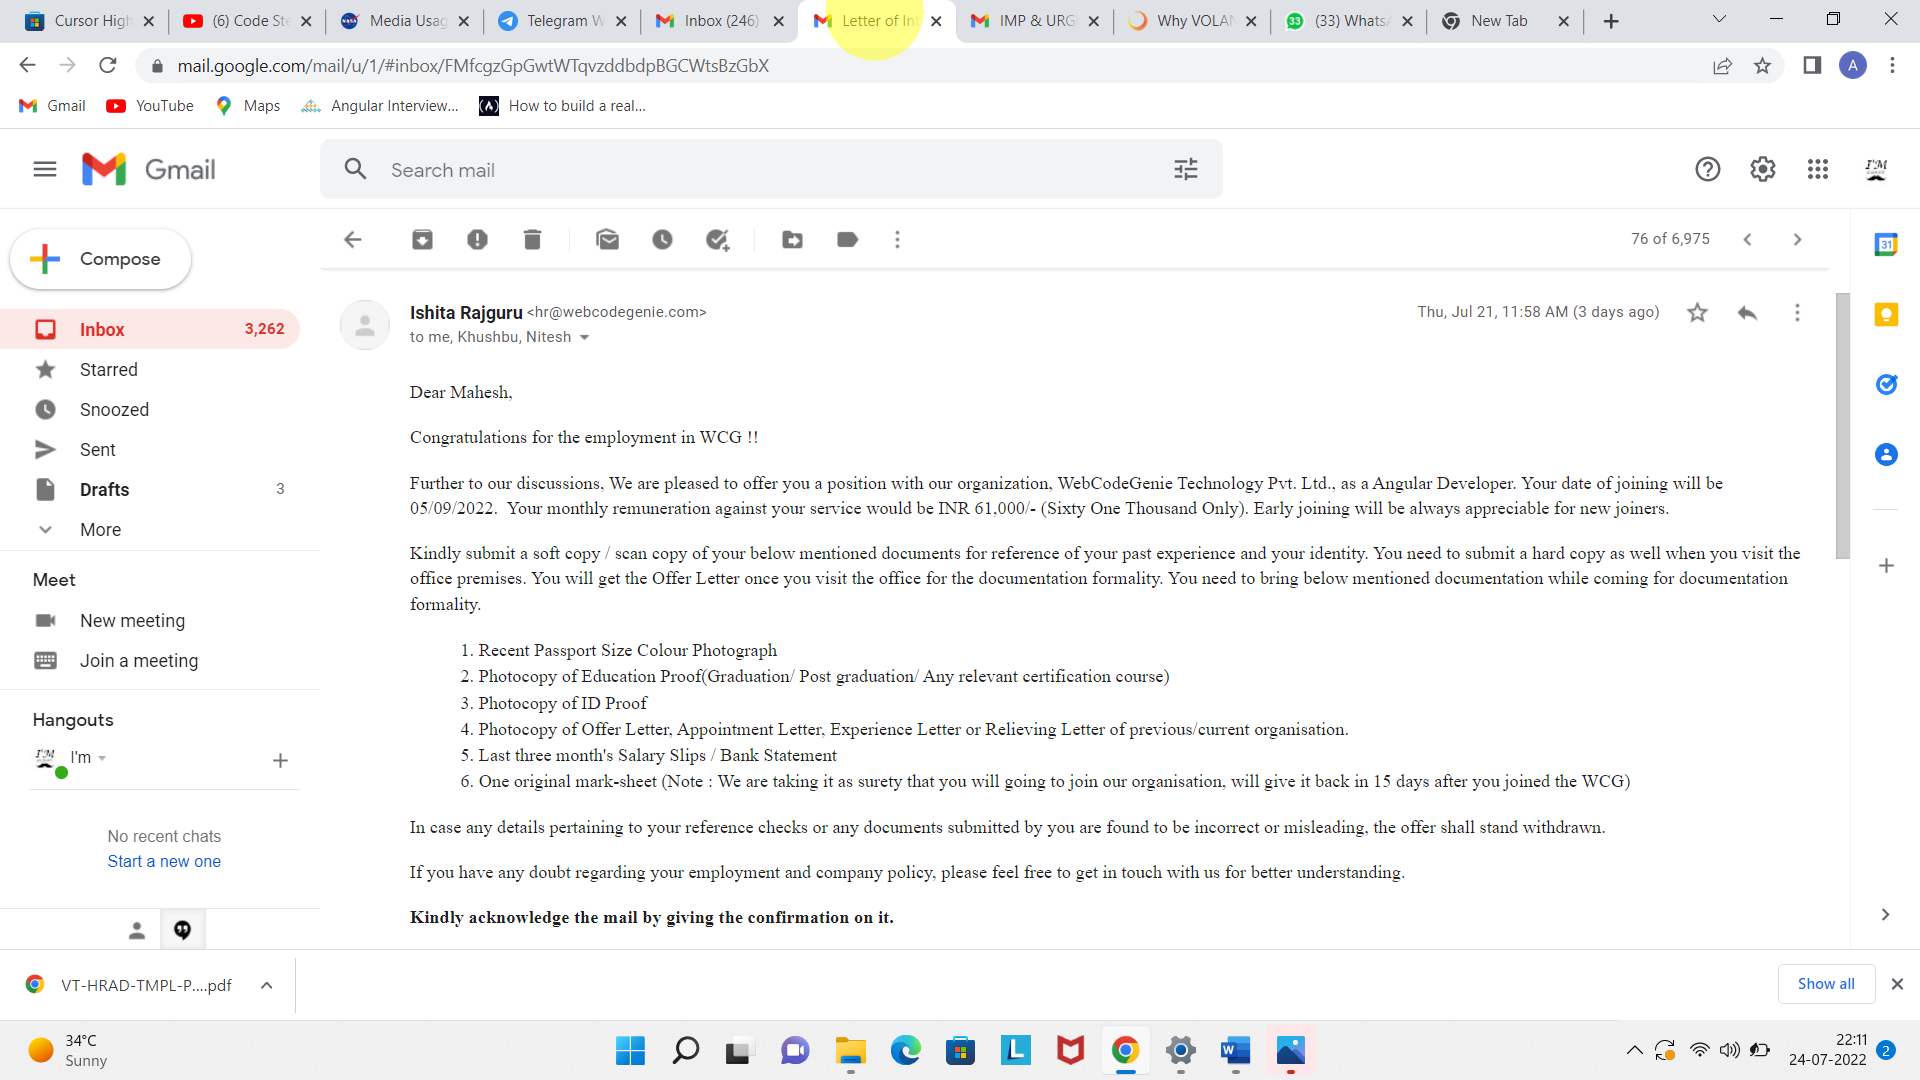 Cursor High
(6) Code Ste
Media Usag
Telegram W
Inbox (246)
Letter of Int
IMP & URG
Why VOLAN
(33) WhatsA
New Tab
mail.google.com/mail/u/1/#inbox/FMfcgzGpGwtWTqvzddbdpBGCWtsBzGbX
A
Gmail
YouTube
Maps
Angular Interview...
How to build a real...
Gmail
Search mail
Compose
76 of 6,975
Inbox 3,262
Starred
Snoozed
Sent
Drafts 3
More
Meet
New meeting
Join a meeting
Hangouts
I'm
No recent chats
Start a new one
Ishita Rajguru <hr@webcodegenie.com>
Thu, Jul 21, 11:58 AM (3 days ago)
to me, Khushbu, Nitesh
Dear Mahesh,
Congratulations for the employment in WCG !!
Further to our discussions, We are pleased to offer you a position with our organization, WebCodeGenie Technology Pvt. Ltd., as a Angular Developer. Your date of joining will be
05/09/2022. Your monthly remuneration against your service would be INR 61,000/- (Sixty One Thousand Only). Early joining will be always appreciable for new joiners.
Kindly submit a soft copy / scan copy of your below mentioned documents for reference of your past experience and your identity. You need to submit a hard copy as well when you visit the
office premises. You will get the Offer Letter once you visit the office for the documentation formality. You need to bring below mentioned documentation while coming for documentation
formality.
1. Recent Passport Size Colour Photograph
2. Photocopy of Education Proof(Graduation/ Post graduation/ Any relevant certification course)
3. Photocopy of ID Proof
4. Photocopy of Offer Letter, Appointment Letter, Experience Letter or Relieving Letter of previous/current organisation.
5. Last three month's Salary Slips / Bank Statement
6. One original mark-sheet (Note : We are taking it as surety that you will going to join our organisation, will give it back in 15 days after you joined the WCG)
In case any details pertaining to your reference checks or any documents submitted by you are found to be incorrect or misleading, the offer shall stand withdrawn.
If you have any doubt regarding your employment and company policy, please feel free to get in touch with us for better understanding.
Kindly acknowledge the mail by giving the confirmation on it.
VT-HRAD-TMPL-P....pdf
Show all
34°C
Sunny
22:11
24-07-2022
2